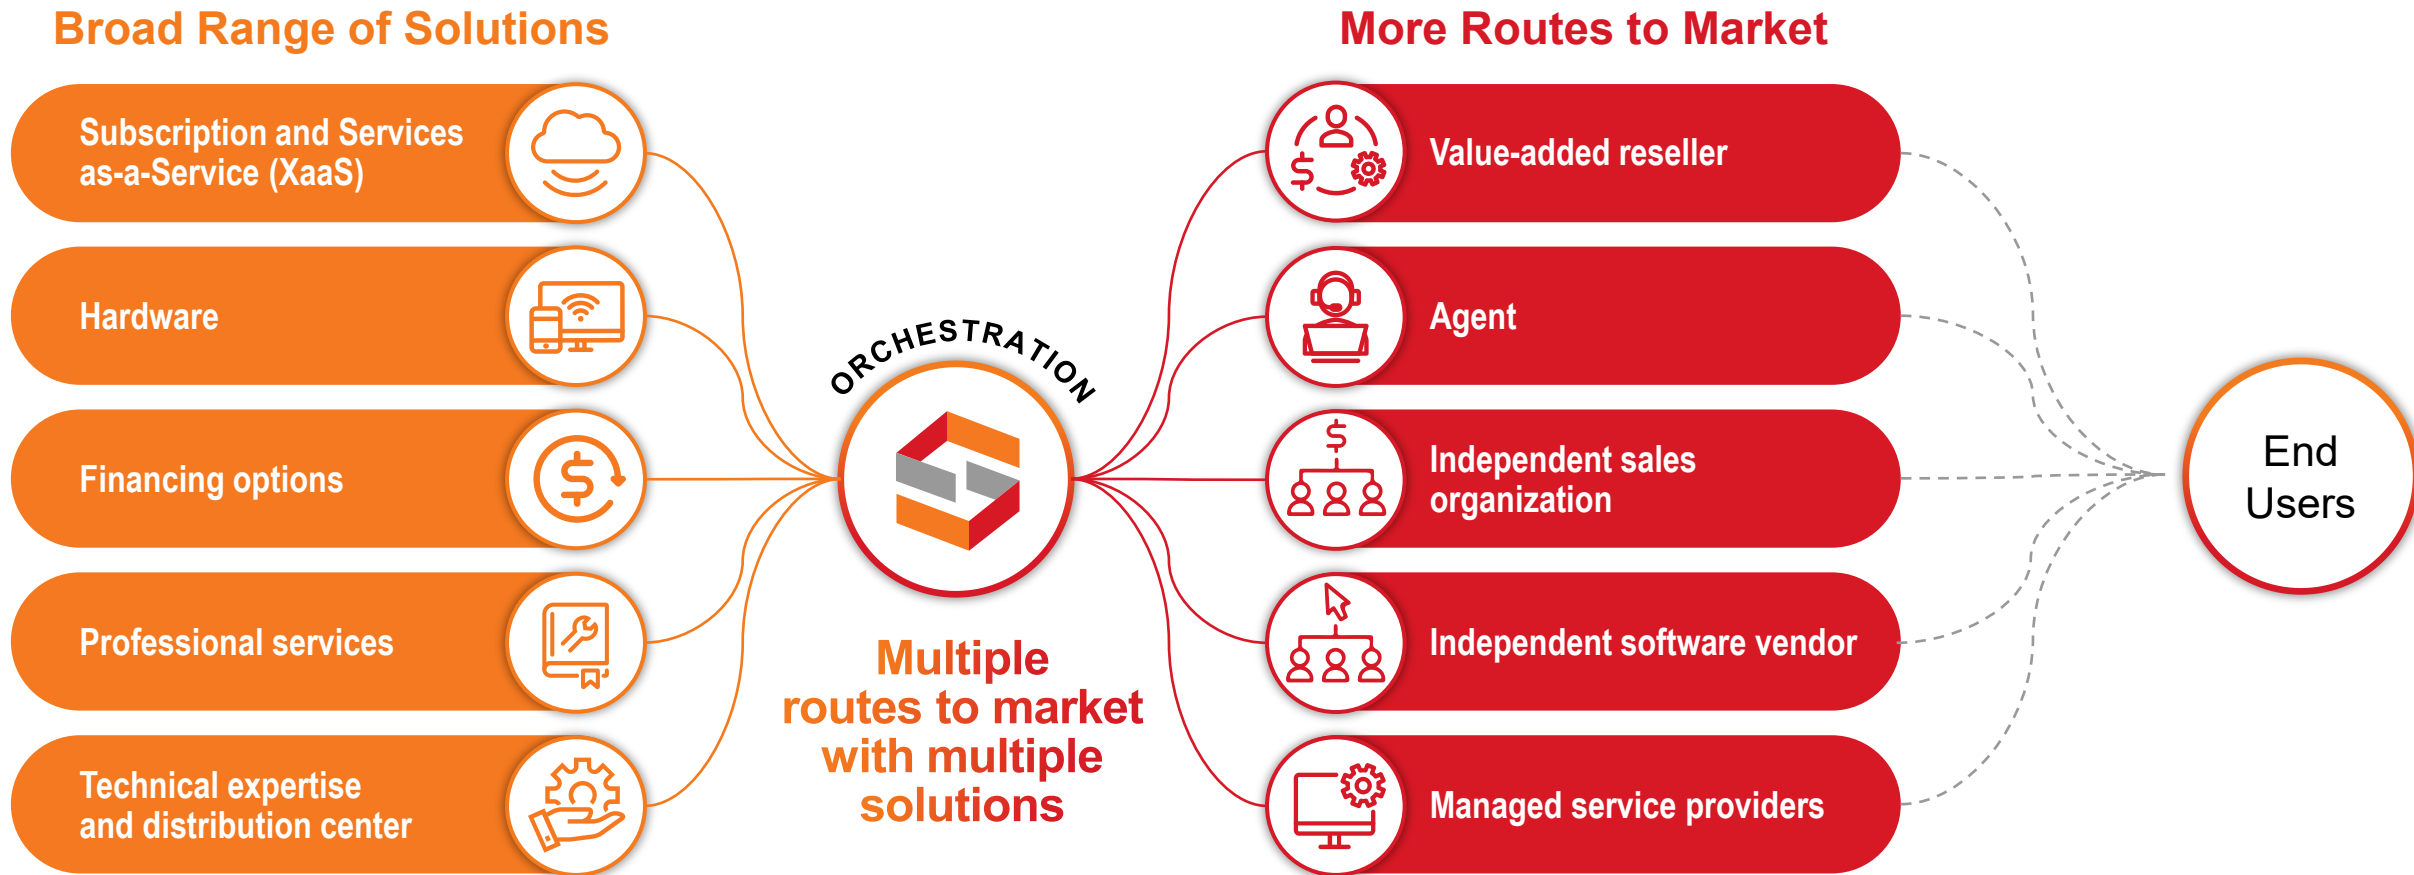 Broad Range of Solutions
Subscription and Services
as-a-Service (XaaS)
Hardware
Financing options
Professional services
Technical expertise
and distribution center
ORCHESTRATION
Multiple
routes to market
with multiple
solutions
More Routes to Market
Value-added reseller
Agent
Independent sales
organization
Independent software vendor
Managed service providers
End
Users